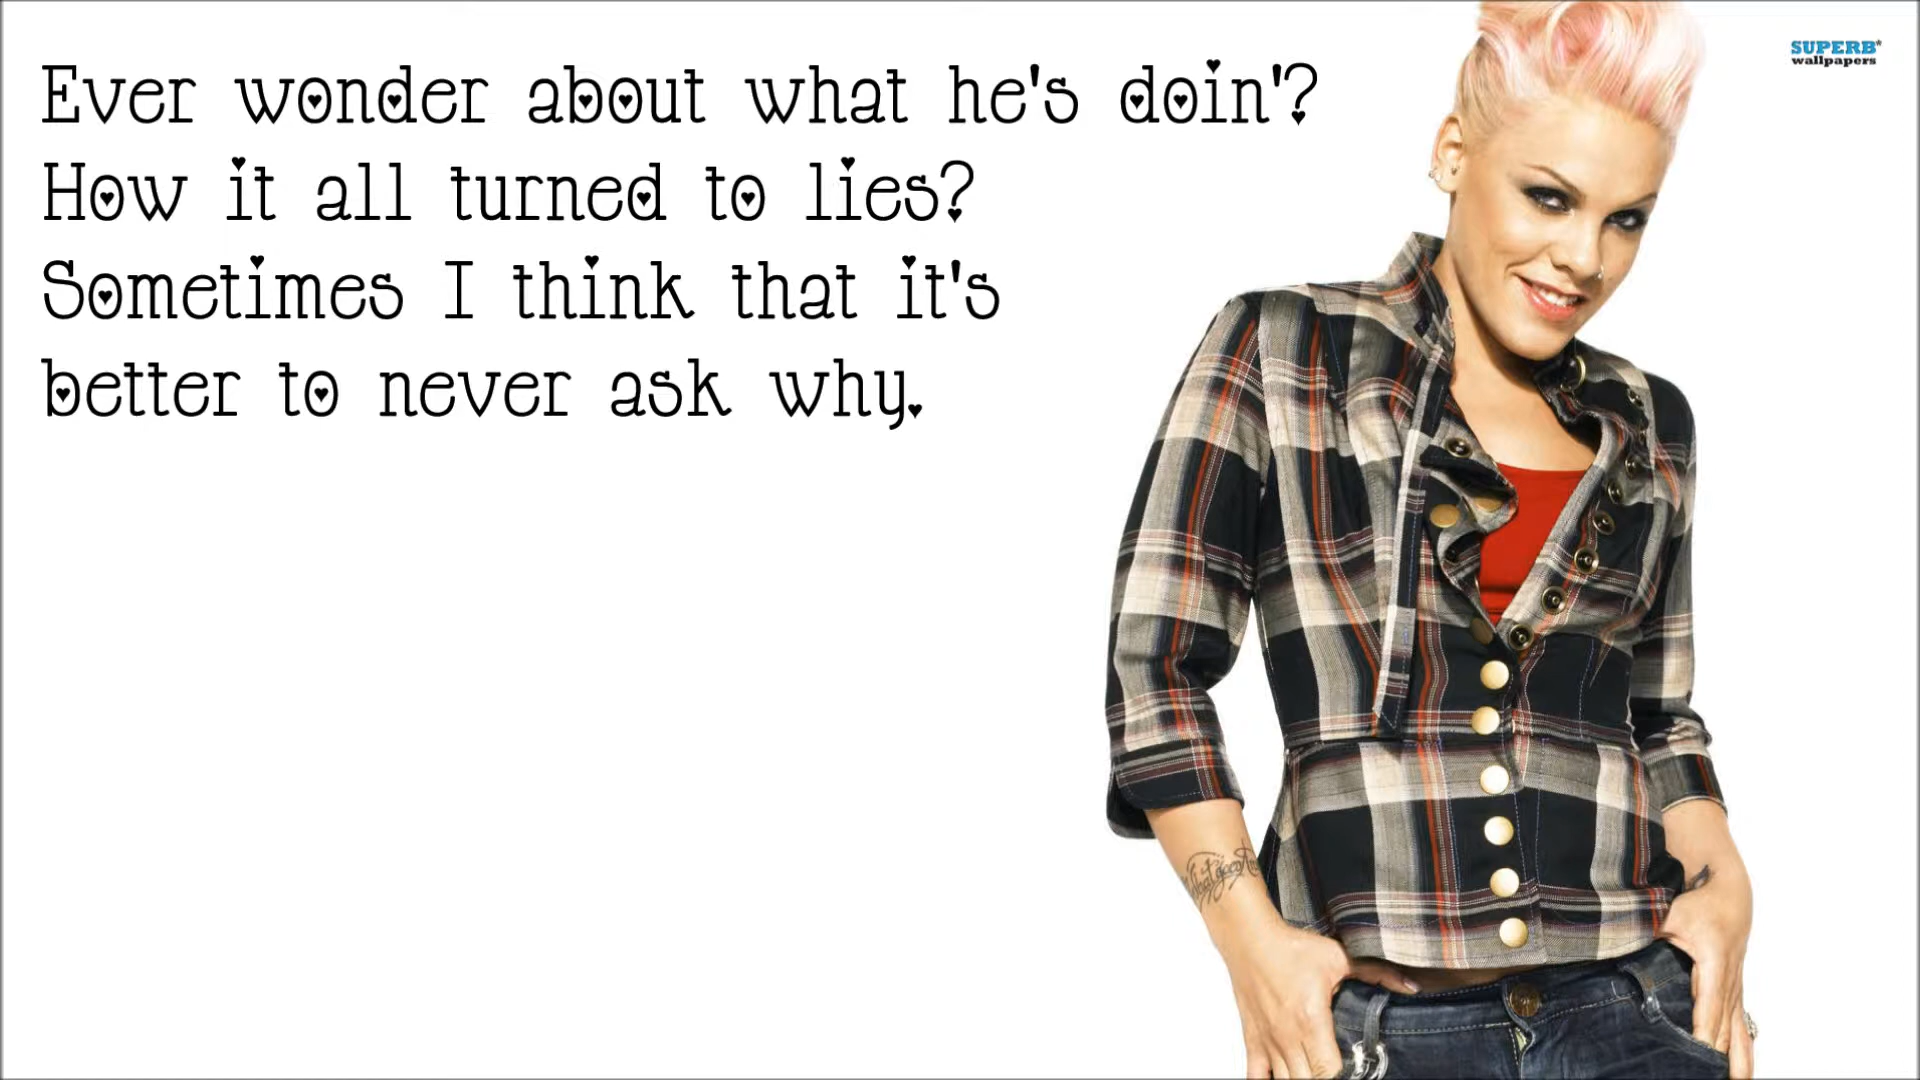 Ever wonder about what he's doin'?
How it all turned to lies?
Sometimes I think that it's
better to never ask why.
SUPERB*
wallpapers